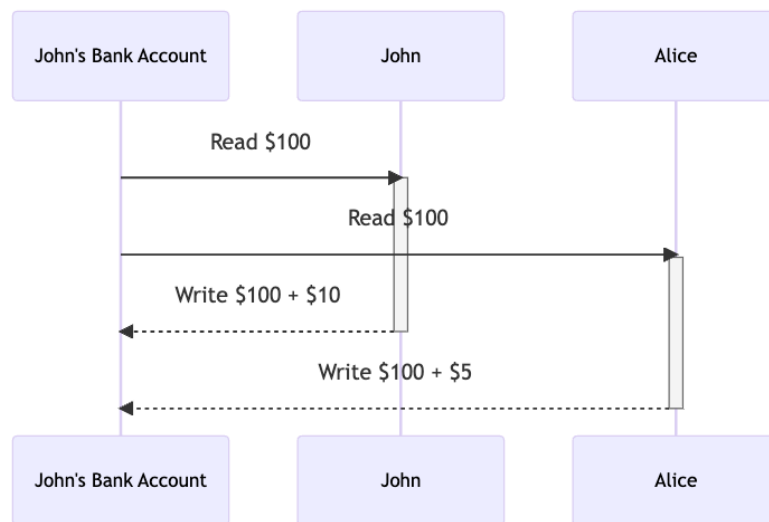 John's Bank Account
John
Alice
Read $100
Read $100
Write $100 + $10
Write $100 + $5
John's Bank Account
John
Alice